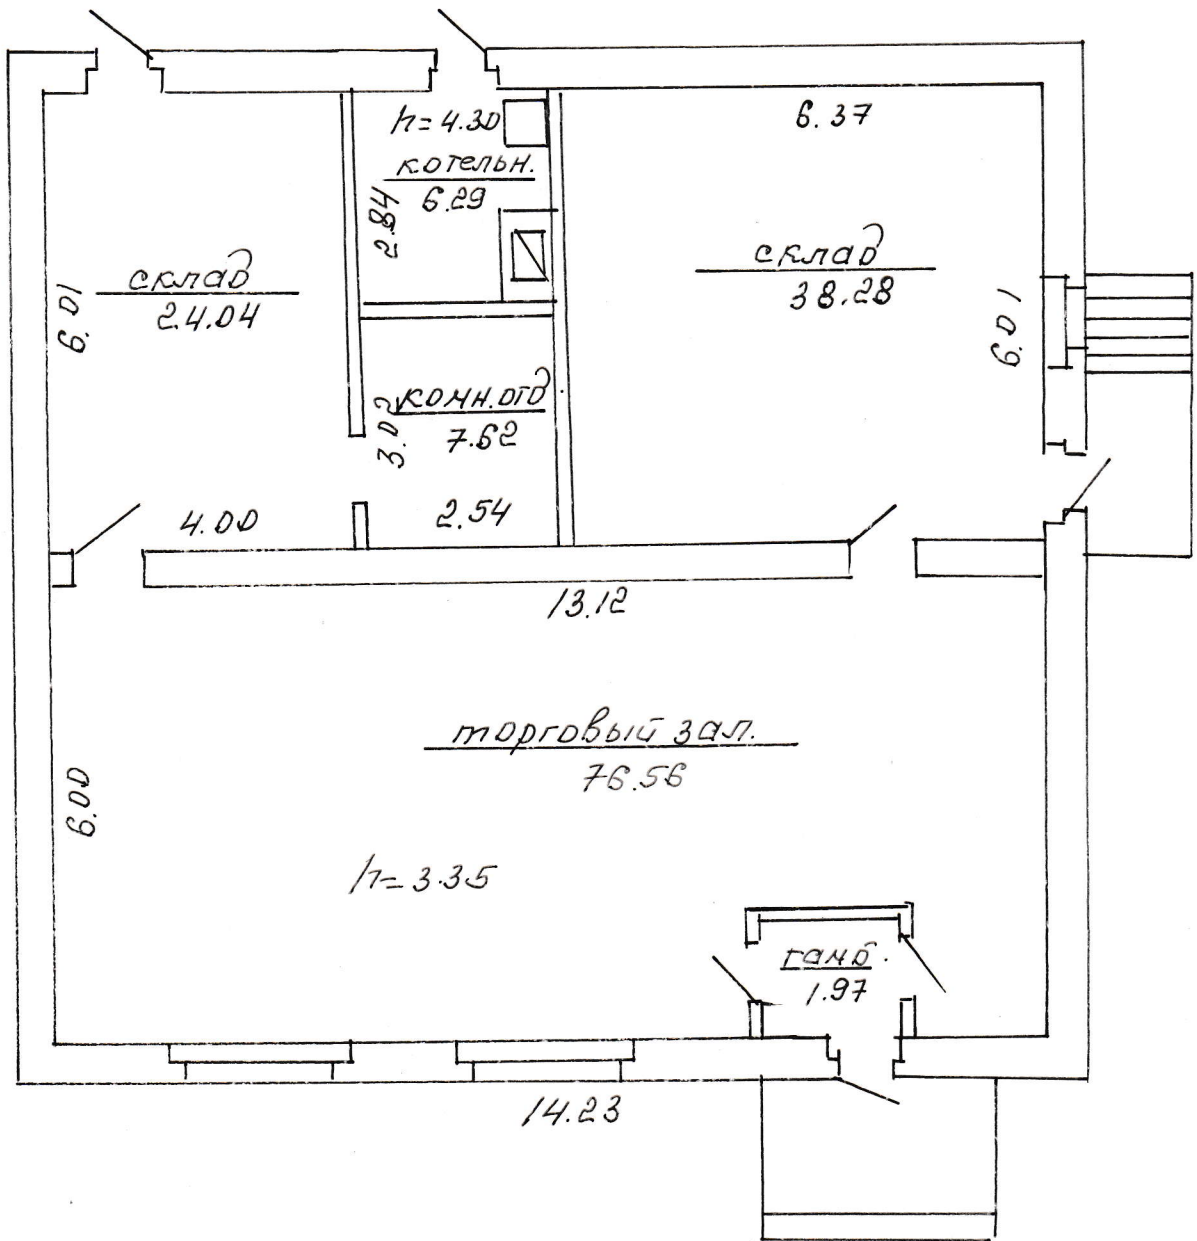 h=4.30
6.37
котельн.
6.29
2.84
склад
24.04
6.01
склад
38.28
6.01
комн.отд.
7.62
3.02
4.00
2.54
13.12
торговый зал.
76.56
6.00
h=3.35
тамб.
1.97
14.23